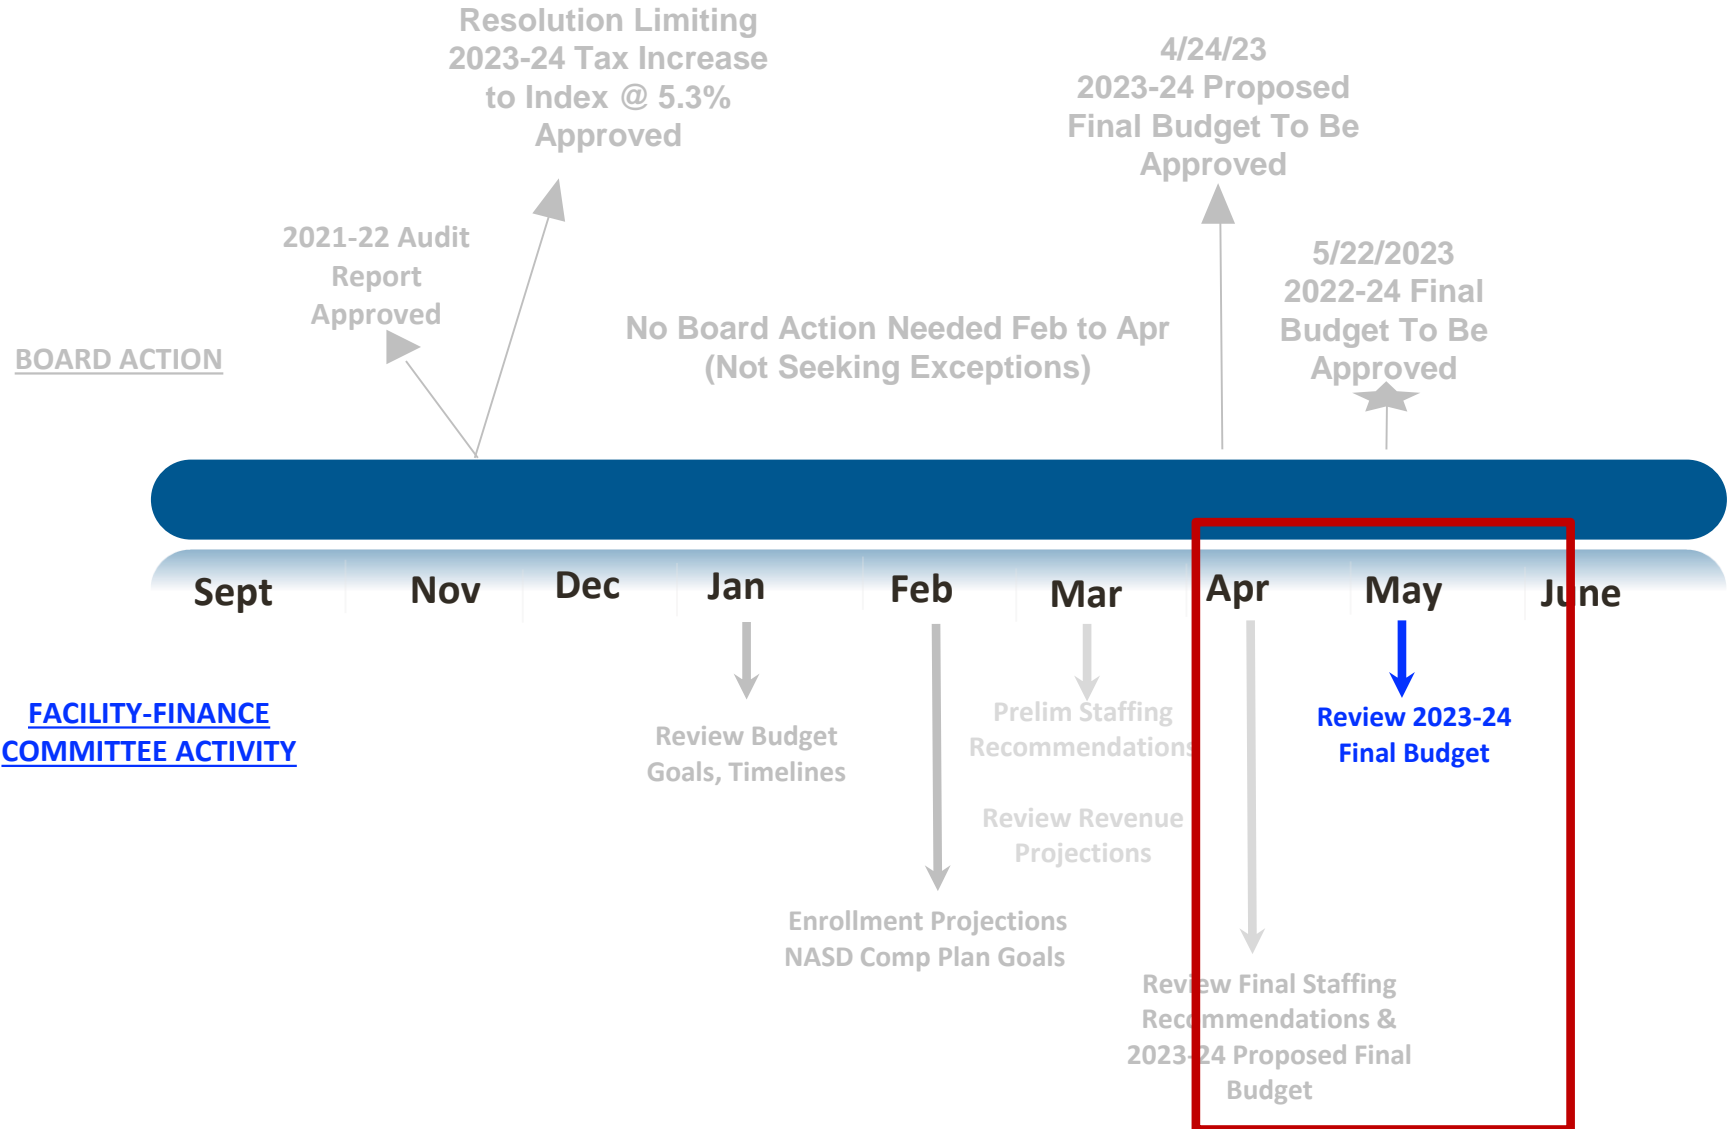 Resolution Limiting
2023-24 Tax Increase
to Index @ 5.3%
Approved
4/24/23
2023-24 Proposed
Final Budget To Be
Approved
2021-22 Audit
Report
Approved
5/22/2023
2022-24 Final
Budget To Be
Approved
No Board Action Needed Feb to Apr
(Not Seeking Exceptions)
BOARD ACTION
Sept
Nov
Dec
Jan
Feb
Mar
Apr
May
June
FACILITY-FINANCE
COMMITTEE ACTIVITY
Review Budget
Goals, Timelines
Enrollment Projections
NASD Comp Plan Goals
Prelim Staffing
Recommendations
Review Revenue
Projections
Review Final Staffing
Recommendations &
2023-24 Proposed Final
Budget
Review 2023-24
Final Budget